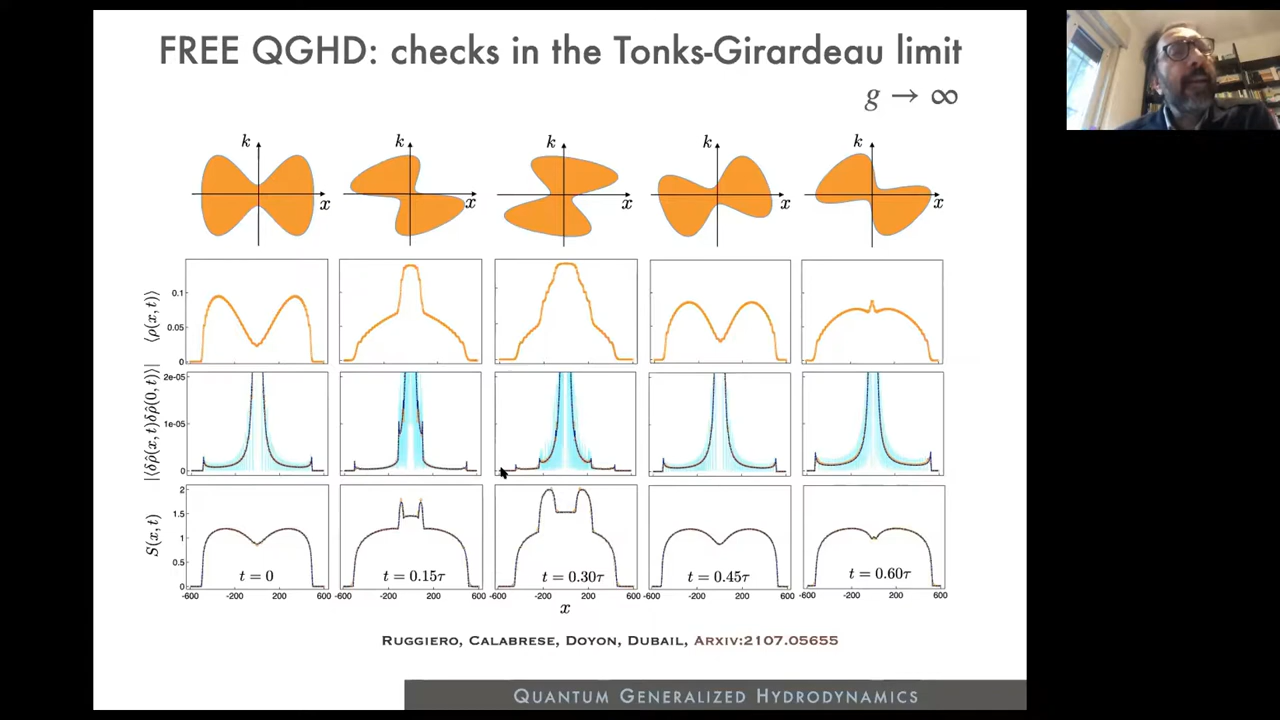 FREE QGHD: checks in the Tonks-Girardeau limit
g → ∞
k k k k k
x x x x x
⟨ρ(x,t)⟩
0.1
0.05
0
|⟨δρ̂(x,t)δρ̂(0,t)⟩|
2e-05
1e-05
0
S(x,t)
2
1.5
1
0.5
0
t = 0 t = 0.15τ t = 0.30τ t = 0.45τ t = 0.60τ
-600 -200 200 600 -600 -200 200 600 -600 -200 200 600 -600 -200 200 600 -600 -200 200 600
x
Ruggiero, Calabrese, Doyon, Dubail, Arxiv:2107.05655
Quantum Generalized Hydrodynamics